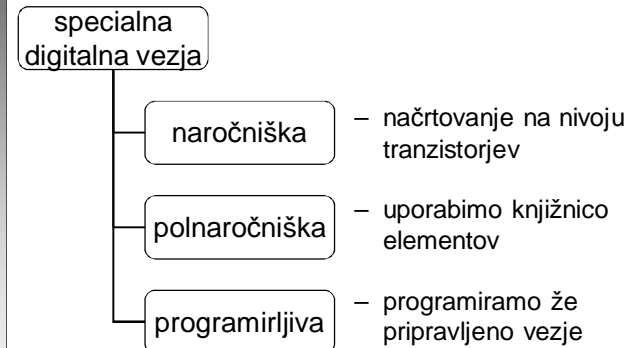 specialna
digitalna vezja
naročniška
– načrtovanje na nivoju
tranzistorjev
polnaročniška
– uporabimo knjižnico
elementov
programirljiva
– programiramo že
pripravljeno vezje